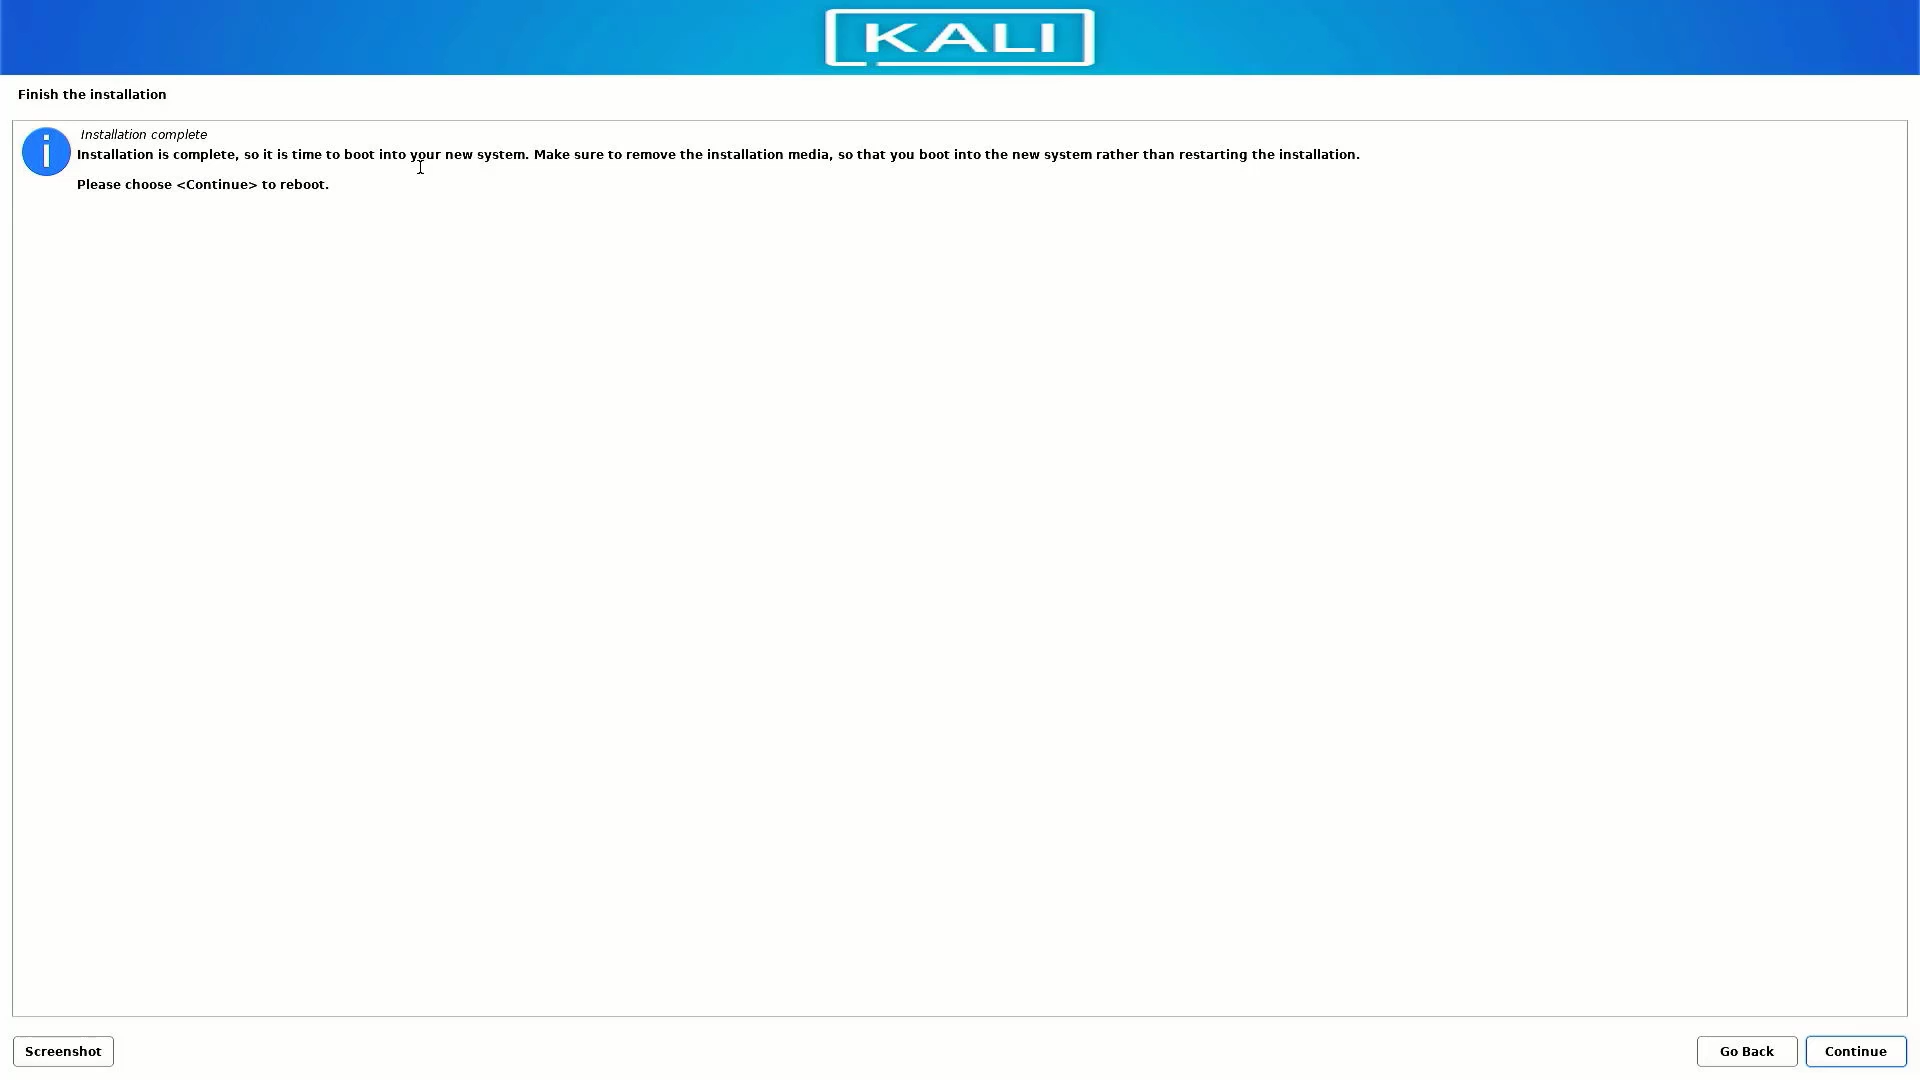 KALI
Finish the installation
Installation complete
Installation is complete, so it is time to boot into your new system. Make sure to remove the installation media, so that you boot into the new system rather than restarting the installation.
Please choose <Continue> to reboot.
Screenshot
Go Back
Continue